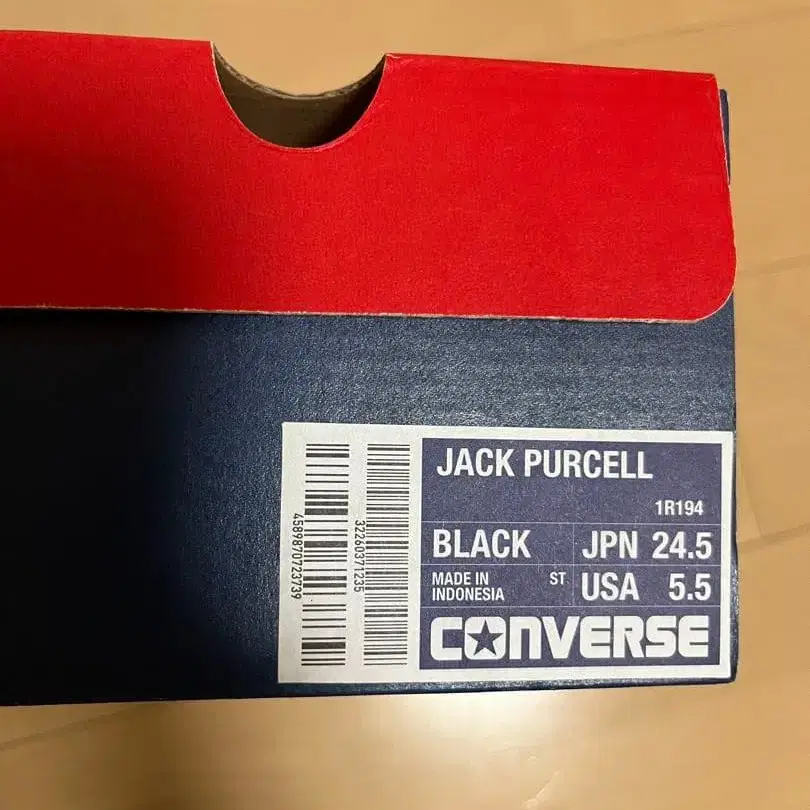 JACK PURCELL
1R194
BLACK JPN 24.5
MADE IN INDONESIA ST USA 5.5
CONVERSE
4589870723739
32260371235